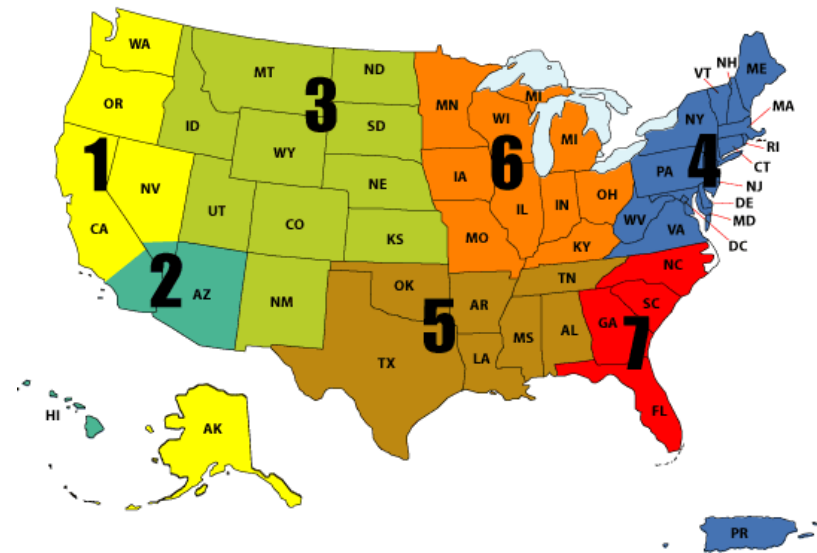 WA
MT
ND
NH
ME
VT
OR
3
MN
MI
MA
ID
SD
WI
NY
RI
1
WY
6
MI
4
CT
NV
NE
IA
PA
NJ
UT
IL
IN
OH
DE
CA
CO
WV
MD
KS
MO
KY
VA
DC
2
AZ
NM
OK
TN
NC
5
AR
SC
TX
MS
AL
GA
7
LA
HI
AK
FL
PR